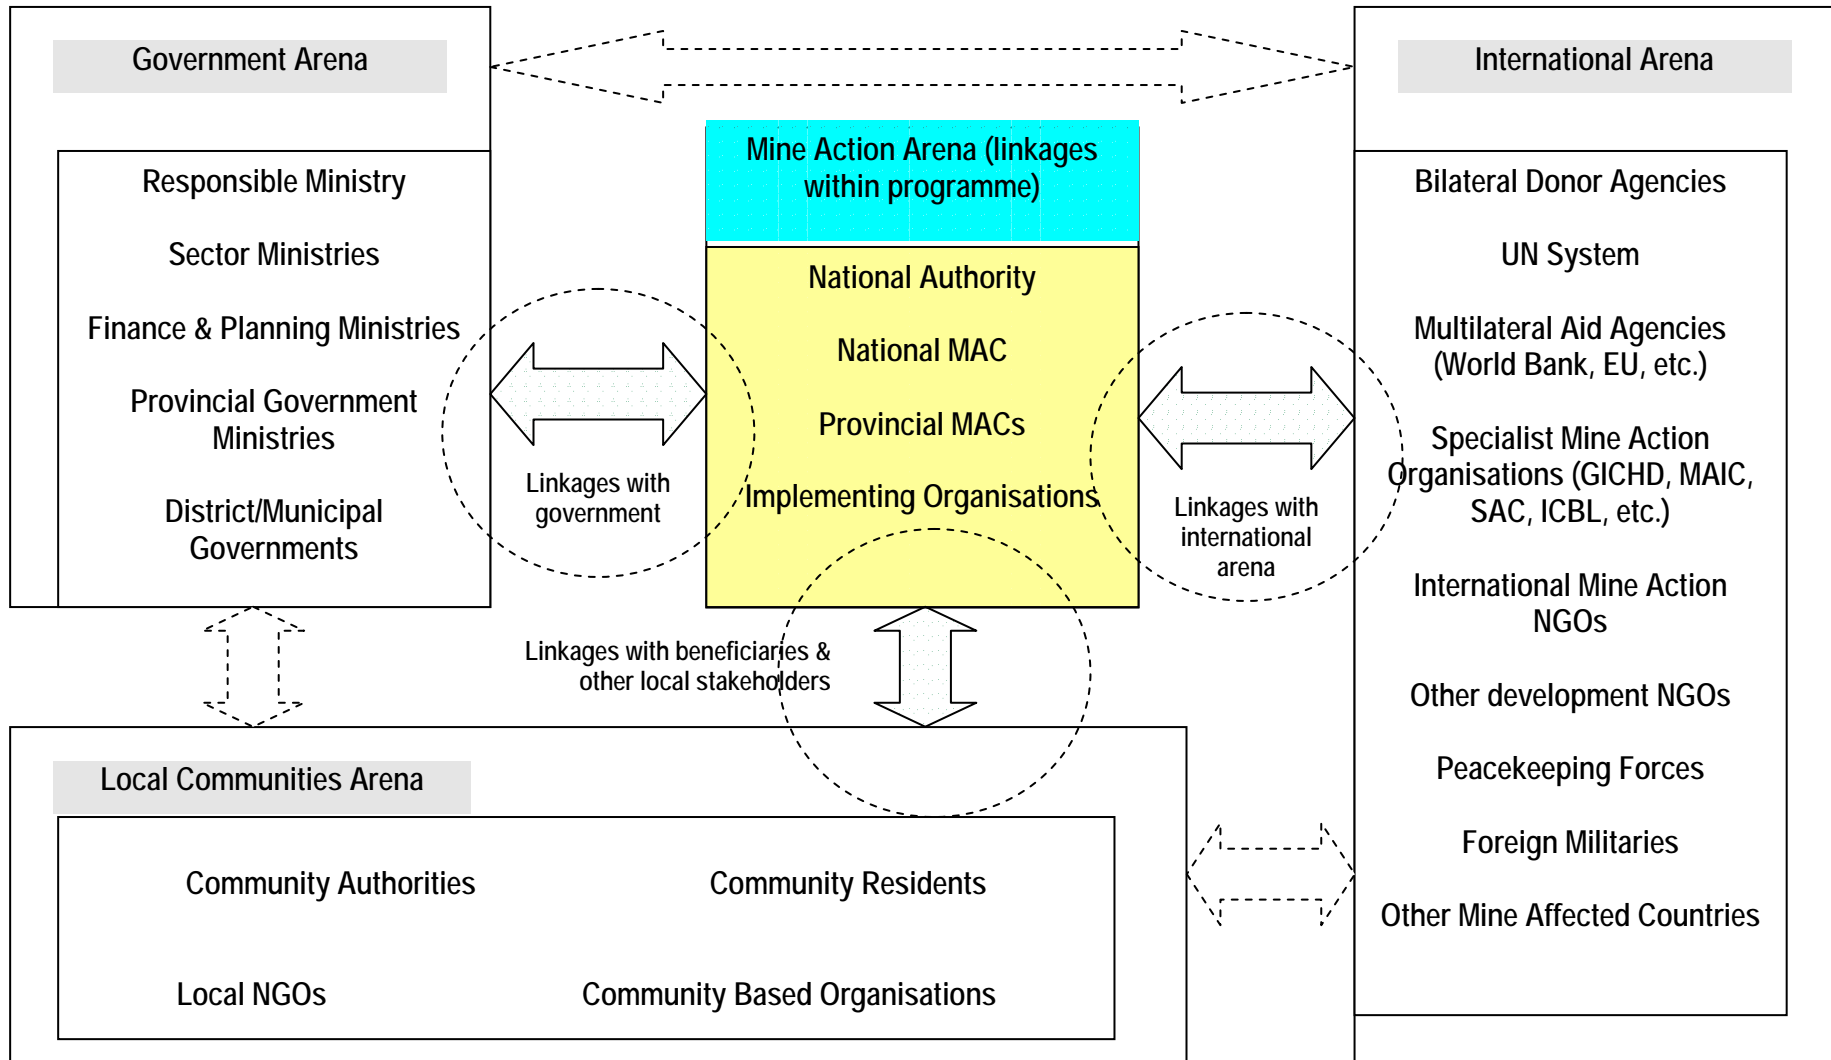 Government Arena
Responsible Ministry
Sector Ministries
Finance & Planning Ministries
Provincial Government
Ministries
District/Municipal
Governments
Linkages with
government
Mine Action Arena (linkages
within programme)
National Authority
National MAC
Provincial MACs
Implementing Organisations
Linkages with
international
arena
International Arena
Bilateral Donor Agencies
UN System
Multilateral Aid Agencies
(World Bank, EU, etc.)
Specialist Mine Action
Organisations (GICHD, MAIC,
SAC, ICBL, etc.)
International Mine Action
NGOs
Other development NGOs
Peacekeeping Forces
Foreign Militaries
Other Mine Affected Countries
Linkages with beneficiaries &
other local stakeholders
Local Communities Arena
Community Authorities
Community Residents
Local NGOs
Community Based Organisations